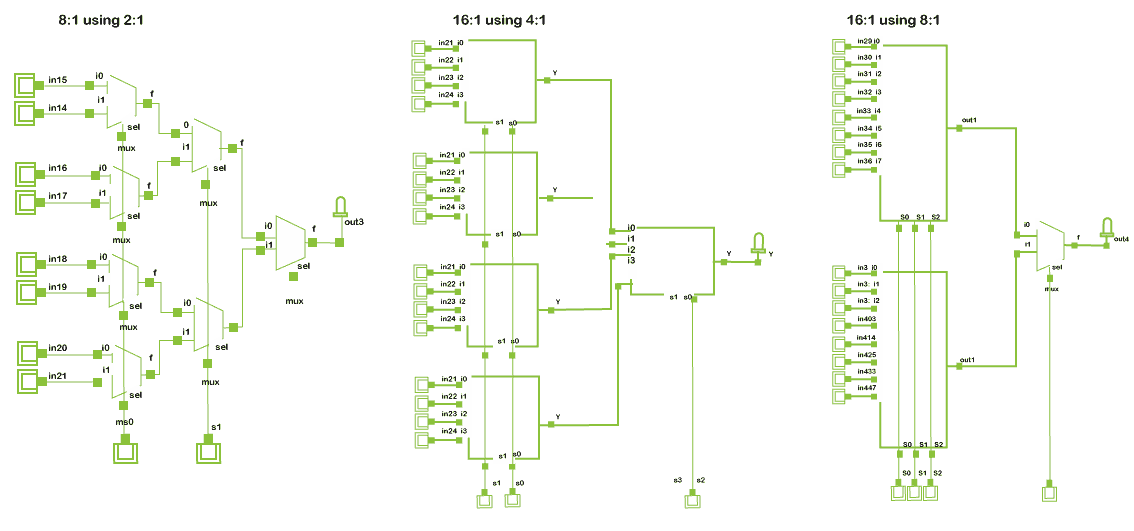 8:1 using 2:1
in15 i0
in14 i1
f
sel
mux
0
i1
f
sel
mux
in16 i0
in17 i1
f
sel
mux
i0
i1
f
sel
mux
out3
in18 i0
in19 i1
f
sel
mux
i0
i1
sel
mux
in20 i0
in21 i1
f
sel
ms0
s1
16:1 using 4:1
in21 i0
in22 i1
in23 i2
in24 i3
Y
s1 s0
in21 i0
in22 i1
in23 i2
in24 i3
Y
s1 s0
in21 i0
in22 i1
in23 i2
in24 i3
Y
s1 s0
in21 i0
in22 i1
in23 i2
in24 i3
Y
s1 s0
s1 s0
i0
i1
i2
i3
Y Y
s1 s0
s3 s2
16:1 using 8:1
in29 i0
in30 i1
in31 i2
in32 i3
in33 i4
in34 i5
in35 i6
in36 i7
out1
S0 S1 S2
in3 i0
in3: i1
in3: i2
in403
in414
in425
in433
in447
out1
S0 S1 S2
S0 S1 S2
i0
r1
f
sel
mux
out4